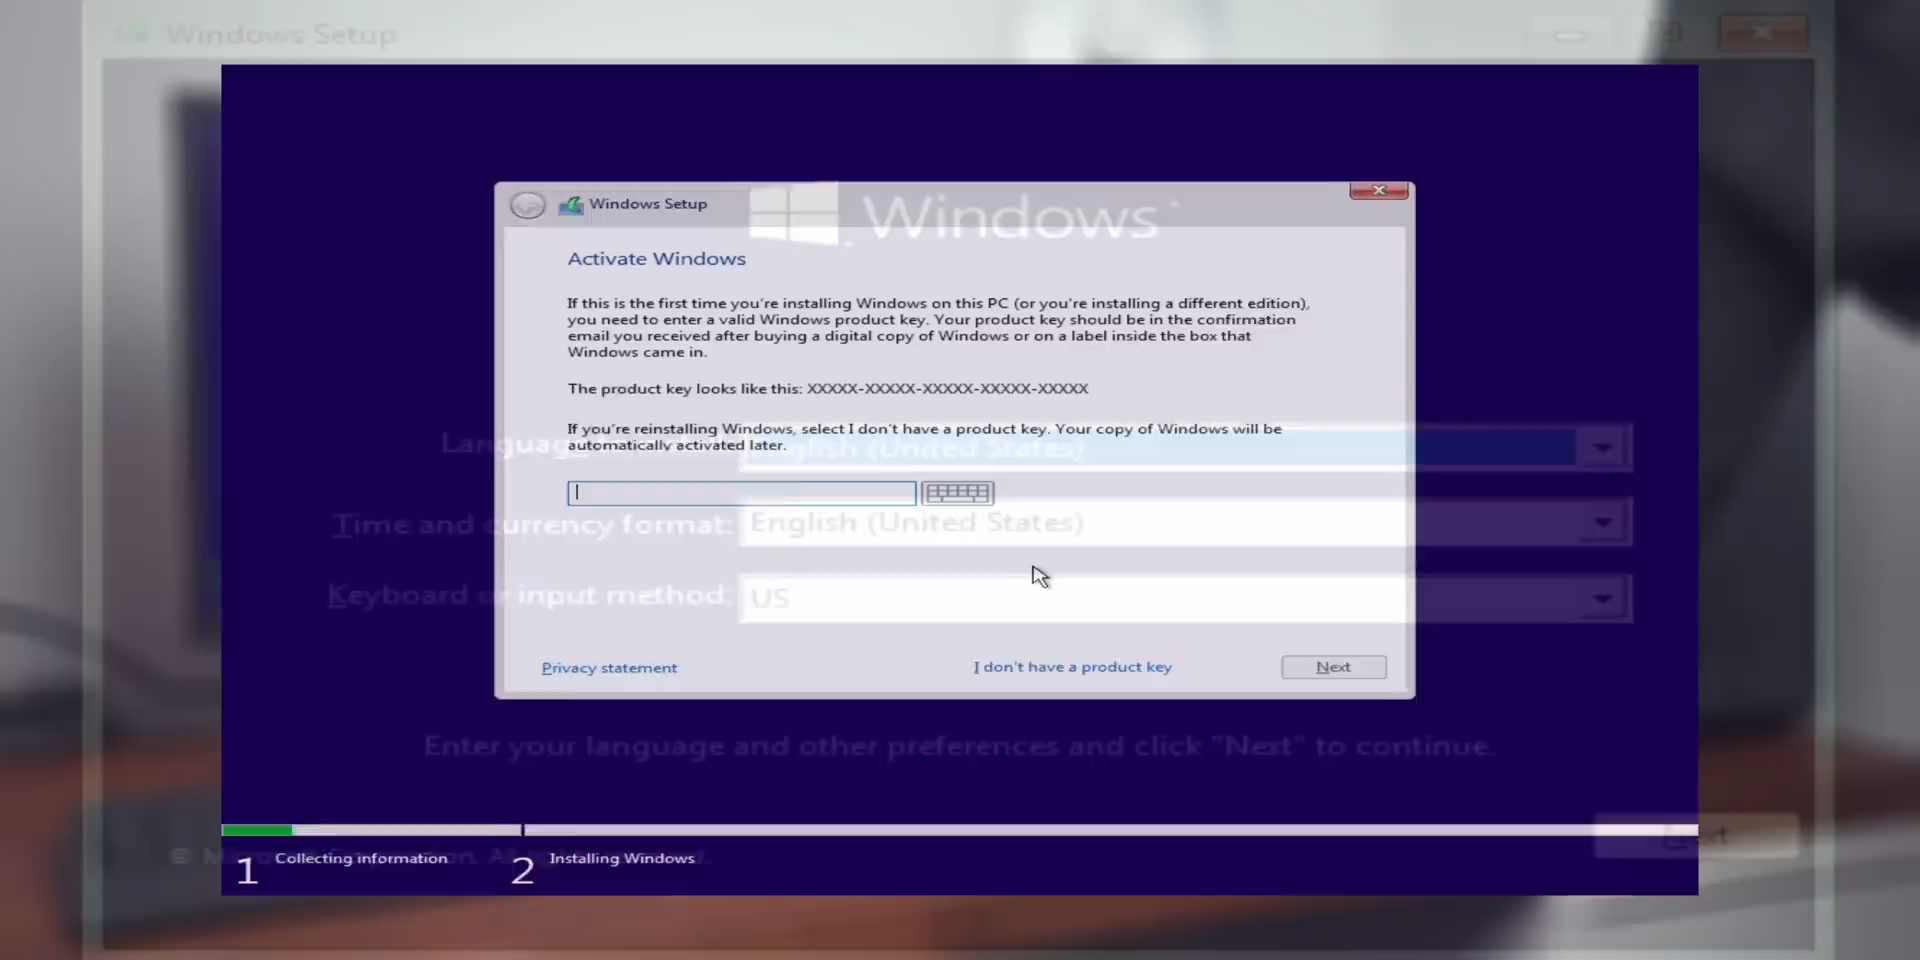 Windows Setup
Windows Setup
Windows
Activate Windows
If this is the first time you're installing Windows on this PC (or you're installing a different edition),
you need to enter a valid Windows product key. Your product key should be in the confirmation
email you received after buying a digital copy of Windows or on a label inside the box that
Windows came in.
The product key looks like this: XXXXX-XXXXX-XXXXX-XXXXX-XXXXX
If you're reinstalling Windows, select I don't have a product key. Your copy of Windows will be
automatically activated later.
English (United States)
Time and currency format: English (United States)
Keyboard or input method: US
Privacy statement
I don't have a product key
Next
Enter your language and other preferences and click "Next" to continue.
Next
1 Collecting information
2 Installing Windows